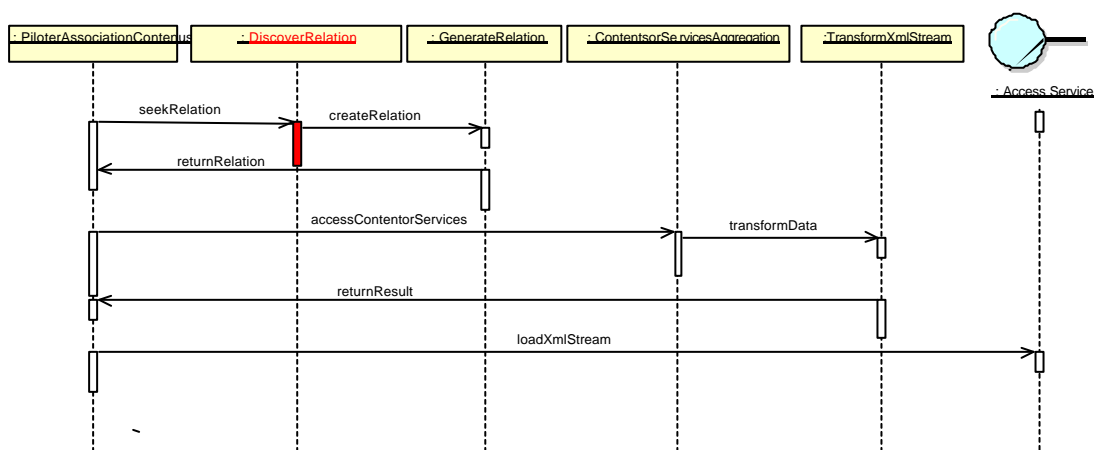 : PiloterAssociationContenus
: DiscoverRelation
: GenerateRelation
: ContentsorServicesAggregation
:TransformXmlStream
: Access Service
seekRelation
createRelation
returnRelation
accessContentorServices
transformData
returnResult
loadXmlStream